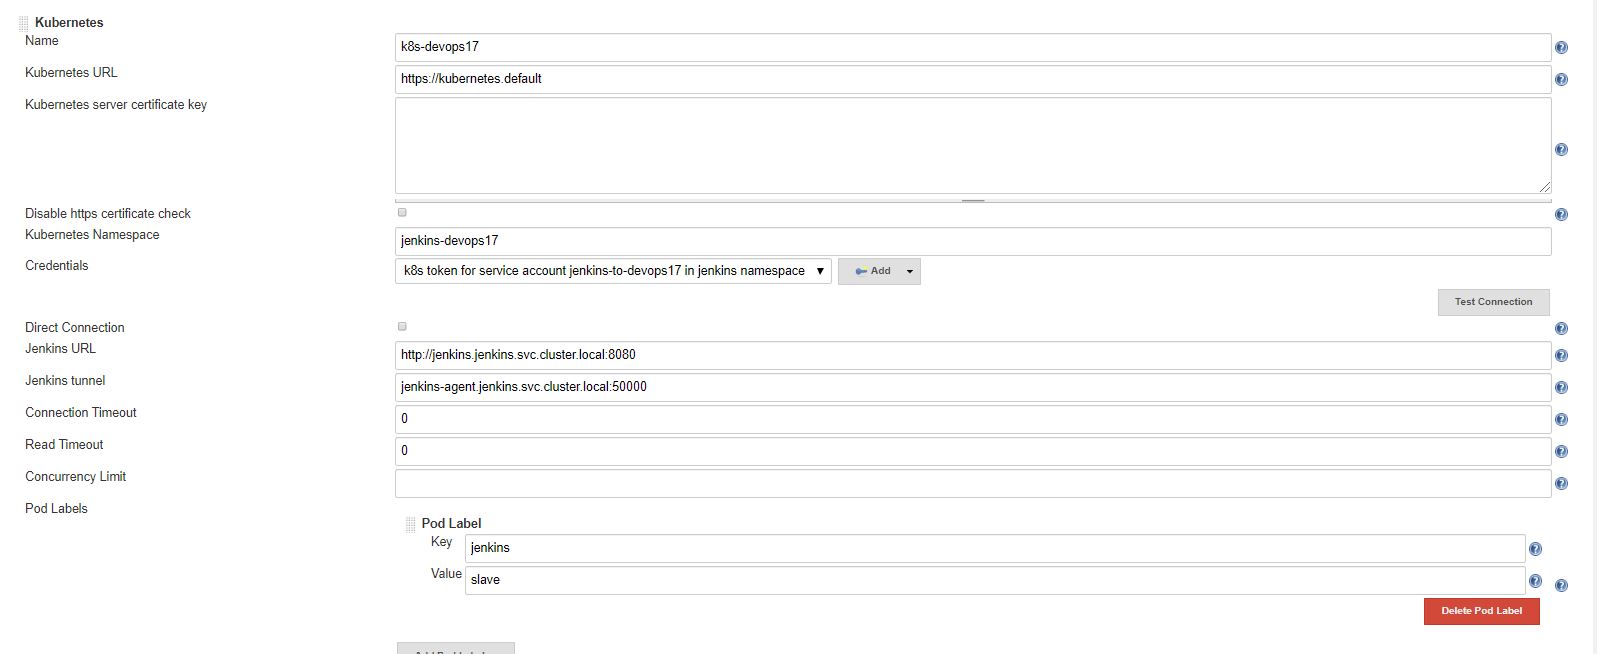 Kubernetes
Name
k8s-devops17
Kubernetes URL
https://kubernetes.default
Kubernetes server certificate key
Disable https certificate check
Kubernetes Namespace
jenkins-devops17
Credentials
k8s token for service account jenkins-to-devops17 in jenkins namespace
Add
Test Connection
Direct Connection
Jenkins URL
http://jenkins.jenkins.svc.cluster.local:8080
Jenkins tunnel
jenkins-agent.jenkins.svc.cluster.local:50000
Connection Timeout
0
Read Timeout
0
Concurrency Limit
Pod Labels
Pod Label
Key
jenkins
Value
slave
Delete Pod Label